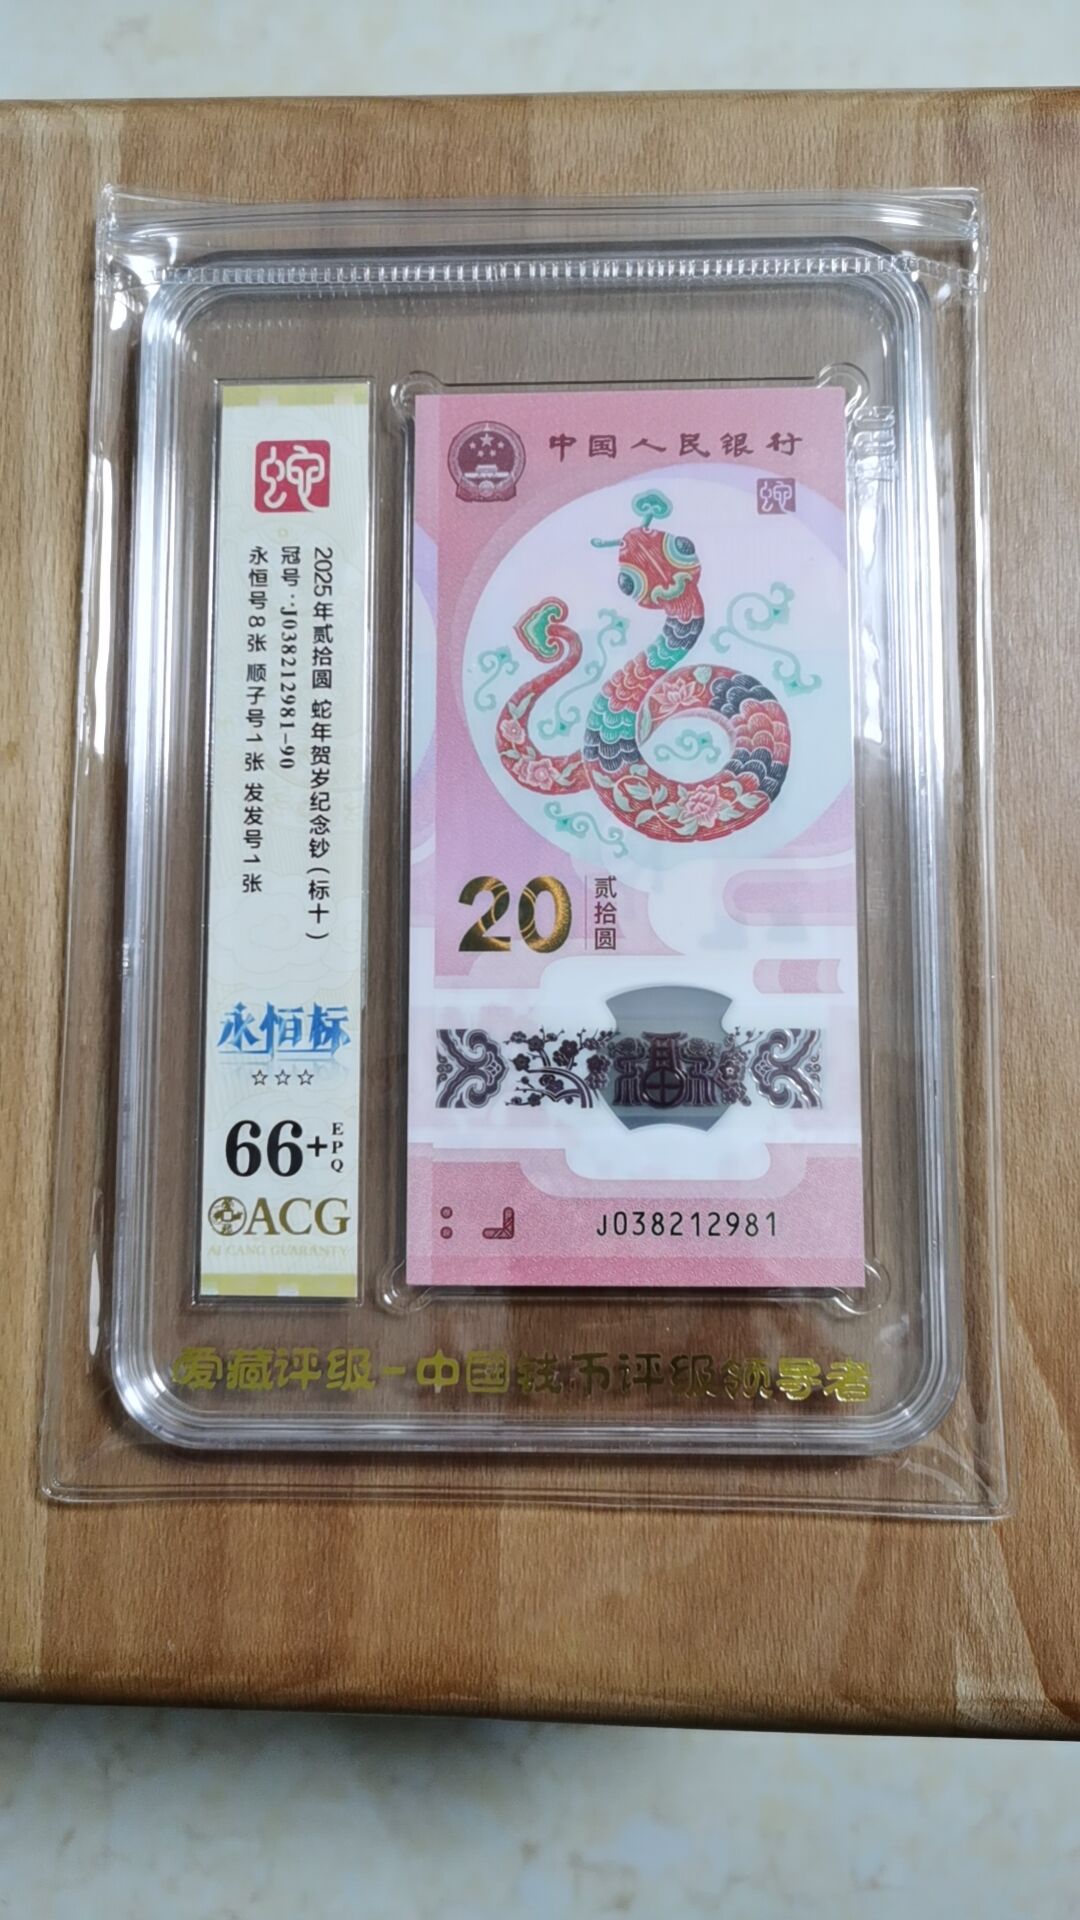 蛇
2025年贰拾圆 蛇年贺岁纪念钞(标十)
冠号:J038212981-90
永恒号8张 顺子号1张 发发号1张
永恒标
☆☆☆
66+ EPQ
ACG
AI CANG GUARANTY
中国人民银行
蛇
20 贰拾圆
福
J038212981
爱藏评级-中国钱币评级领导者